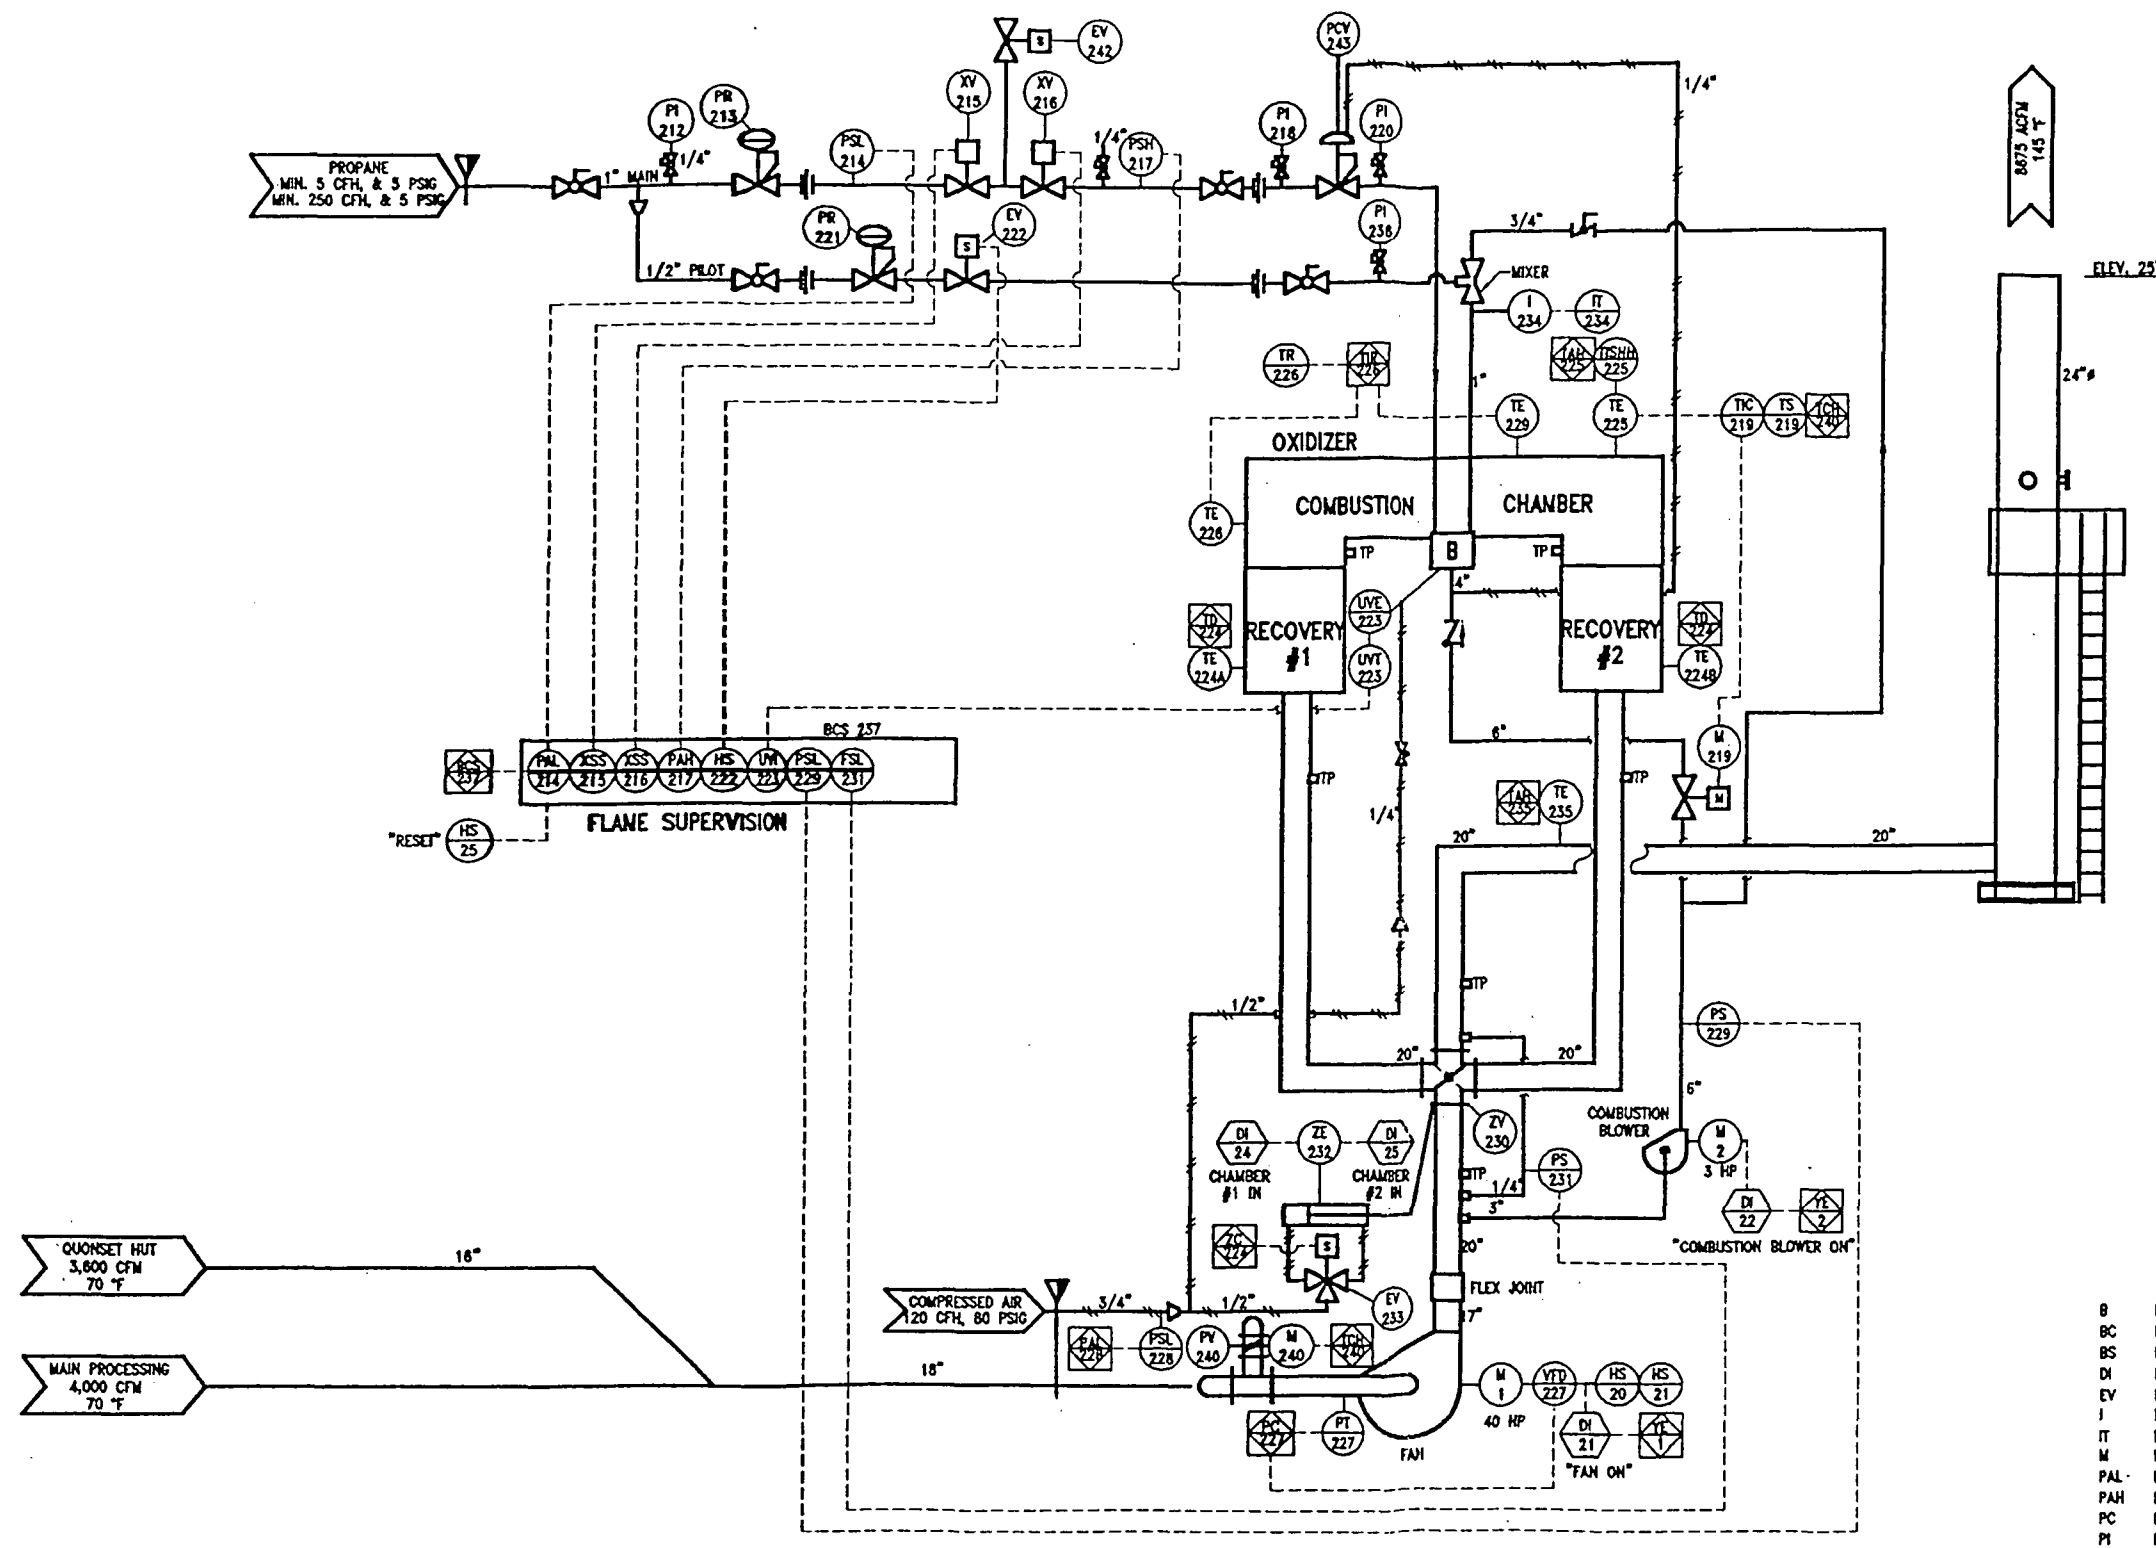 EV
242
PCV
243
XV
215
XV
216
PR
213
PI
212
1/4"
PSL
214
1/4"
PSH
217
PI
218
PI
220
1/4"
8875 ACFM
145 °F
PROPANE
MIN. 5 CFH, & 5 PSIG
MIN. 250 CFH, & 5 PSIG
1" MAIN
PR
221
EV
222
PI
236
3/4"
1/2" PILOT
MIXER
ELEV. 25'
I
234
IT
234
TR
226
TIR
226
TAH
225
TISHH
225
1"
24"ø
TE
229
TE
225
TIC
219
TS
219
TCH
240
OXIDIZER
COMBUSTION
CHAMBER
TE
226
B
TP
TP
4"
UVE
223
TD
224
RECOVERY
#1
RECOVERY
#2
TD
224
TE
224A
UVT
223
TE
224B
BCS 237
6"
M
219
M
BCS
237
PAL
214
XSS
215
XSS
216
PAH
217
HS
222
UVI
223
PSL
229
FSL
231
TP
TP
1/4"
TAH
235
TE
235
FLAME SUPERVISION
"RESET"
HS
25
20"
20"
TP
1/2"
PS
229
20"
20"
6"
COMBUSTION
BLOWER
DI
24
ZE
232
DI
25
ZV
230
M
2
3 HP
CHAMBER
#1 IN
CHAMBER
#2 IN
TP
PS
231
1/4"
3"
DI
22
YE
2
"COMBUSTION BLOWER ON"
ZC
224
S
20"
QUONSET HUT
3,600 CFM
70 °F
16"
FLEX JOINT
COMPRESSED AIR
120 CFH, 80 PSIG
3/4"
1/2"
EV
233
17"
PAL
228
PSL
228
PV
240
M
240
TCH
240
MAIN PROCESSING
4,000 CFM
70 °F
18"
M
1
VFD
227
HS
20
HS
21
40 HP
PC
227
PT
227
FAN
DI
21
YE
1
"FAN ON"
B
BC
BS
DI
EV
I
IT
M
PAL
PAH
PC
PI